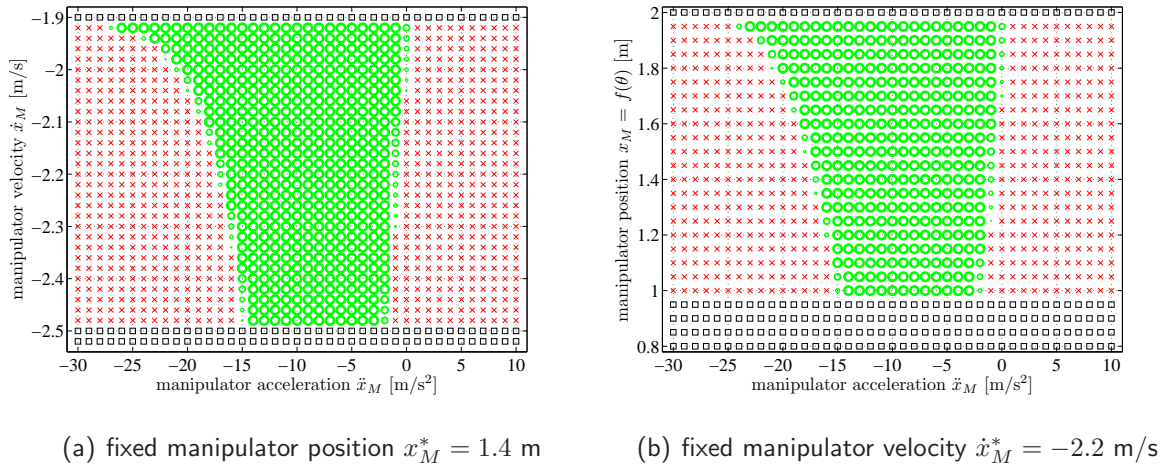 −1.9
−2
−2.1
−2.2
−2.3
−2.4
−2.5
manipulator velocity ẋ_M [m/s]
−30 −25 −20 −15 −10 −5 0 5 10
manipulator acceleration ẍ_M [m/s²]
(a) fixed manipulator position x*_M = 1.4 m
2
1.8
1.6
1.4
1.2
1
0.8
manipulator position x_M = f(θ) [m]
−30 −25 −20 −15 −10 −5 0 5 10
manipulator acceleration ẍ_M [m/s²]
(b) fixed manipulator velocity ẋ*_M = −2.2 m/s